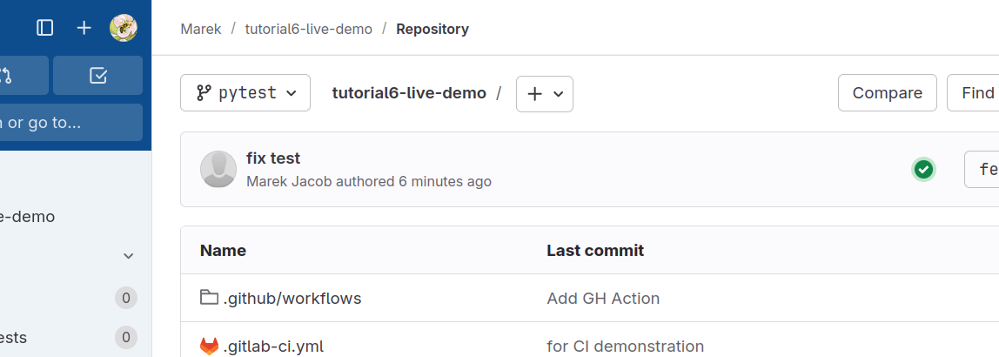 Marek / tutorial6-live-demo / Repository
n or go to...
pytest
tutorial6-live-demo /
Compare
Find
fix test
Marek Jacob authored 6 minutes ago
fe
e-demo
Name
Last commit
.github/workflows
Add GH Action
0
ests
0
.gitlab-ci.yml
for CI demonstration